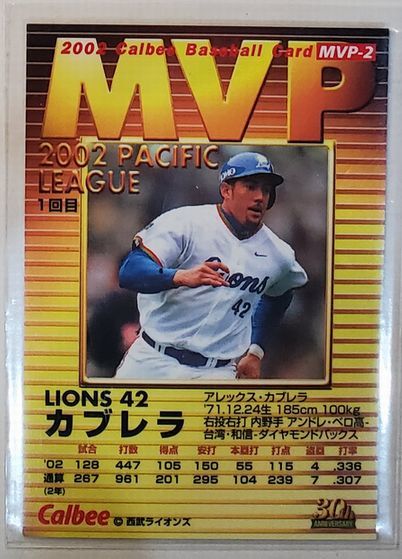 2002 Calbee Baseball Card MVP-2
MVP
2002 PACIFIC
LEAGUE
1回目
Lions
42
LIONS 42
カブレラ
アレックス・カブレラ
'71.12.24生 185cm 100kg
右投右打 内野手 アンドレ・ベロ高-
台湾・和信-ダイヤモンドバックス
試合 打数 得点 安打 本塁打 打点 盗塁 打率
'02 128 447 105 150 55 115 4 .336
通算 267 961 201 295 104 239 7 .307
(2年)
Calbee © 西武ライオンズ
30th
ANNIVERSARY